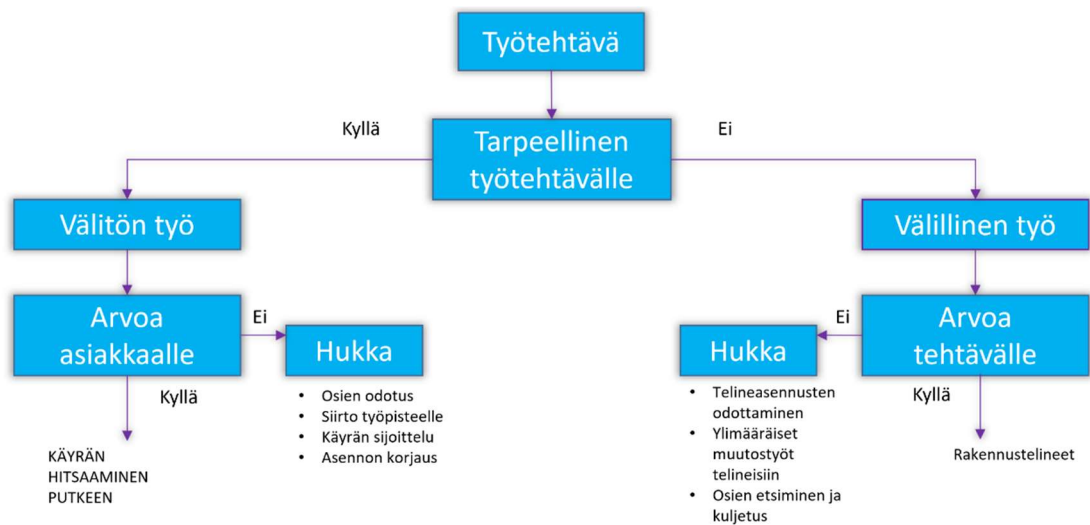 Työtehtävä
Kyllä
Ei
Tarpeellinen
työtehtävälle
Välitön työ
Välillinen työ
Arvoa
asiakkaalle
Ei
Hukka
Kyllä
• Osien odotus
• Siirto työpisteelle
• Käyrän sijoittelu
• Asennon korjaus
KÄYRÄN
HITSAAMINEN
PUTKEEN
Arvoa
tehtävälle
Ei
Hukka
Kyllä
• Telineasennusten
odottaminen
• Ylimääräiset
muutostyöt
telineisiin
• Osien etsiminen ja
kuljetus
Rakennustelineet